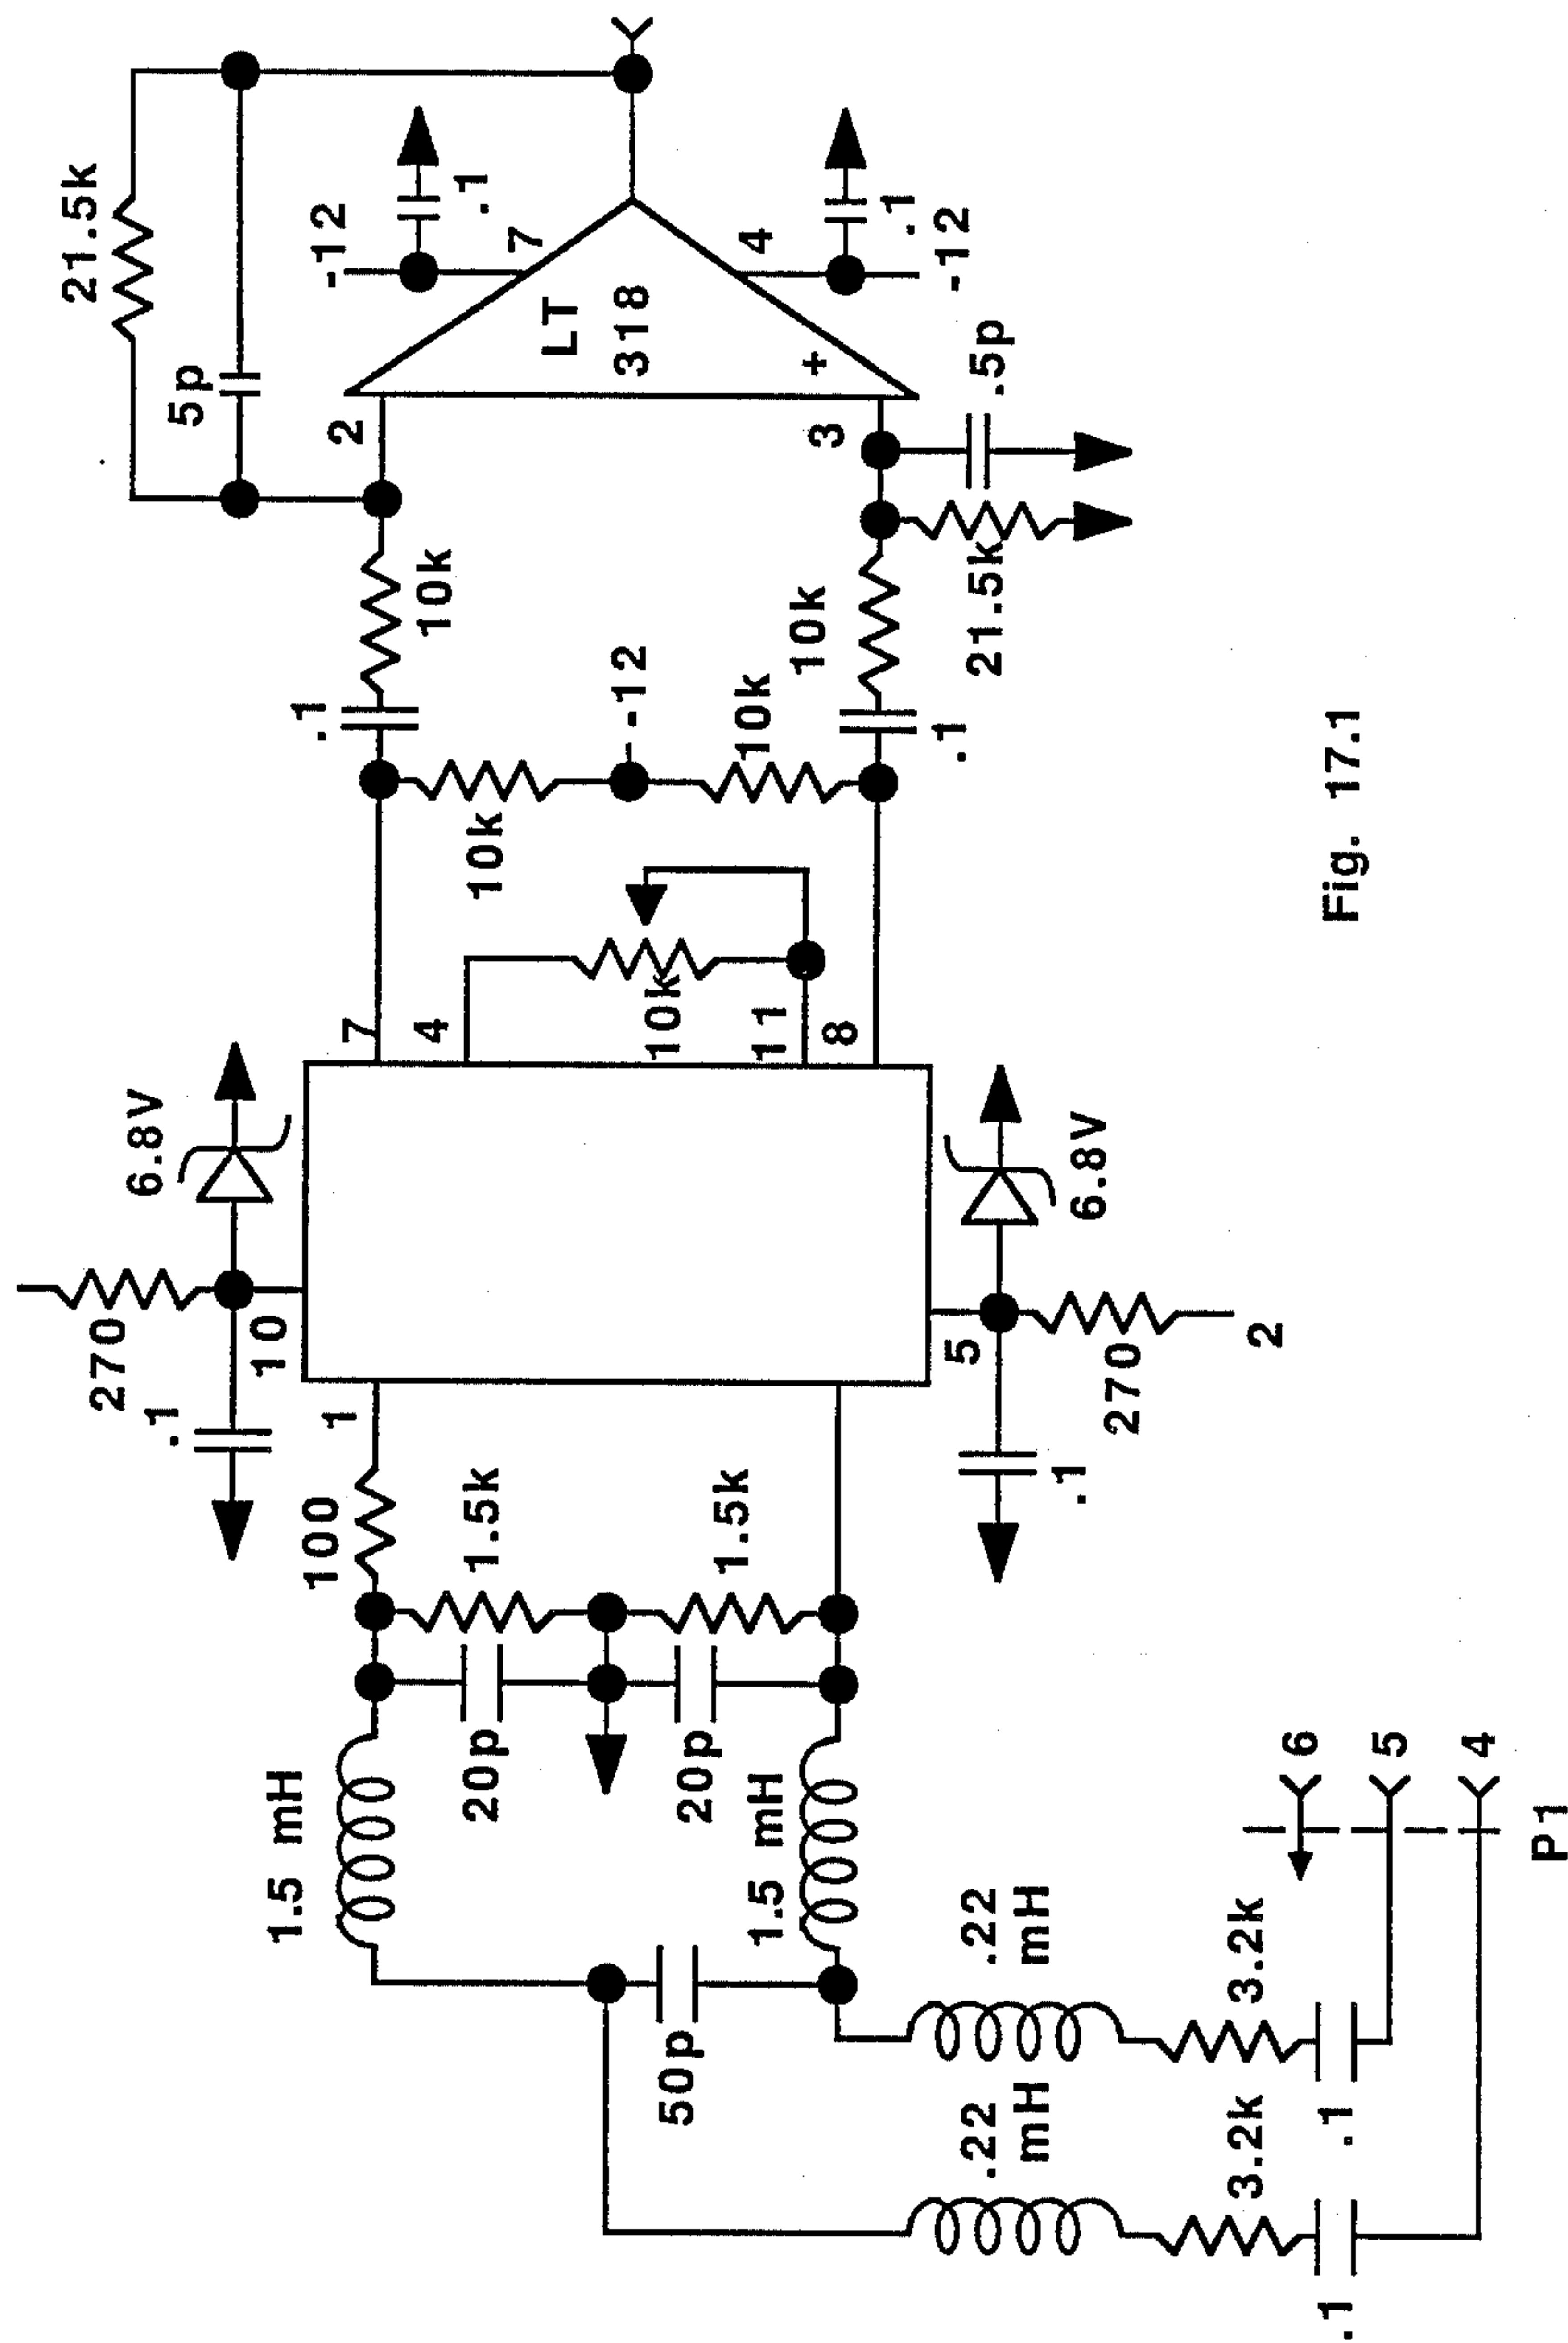 21.5k
5p
-12
.1
7
2
LT
318
4
.1
-12
+
3
.5p
10k
.1
-12
10k
10k
10k
21.5k
.1
6.8V
270
10
.1
7
4
10k
11
8
6.8V
5
270
2
.1
1
100
1.5k
1.5k
20p
20p
1.5 mH
1.5 mH
50p
.22
mH
.22
mH
3.2k
3.2k
.1
.1
6
5
4
P1
Fig. 17.1